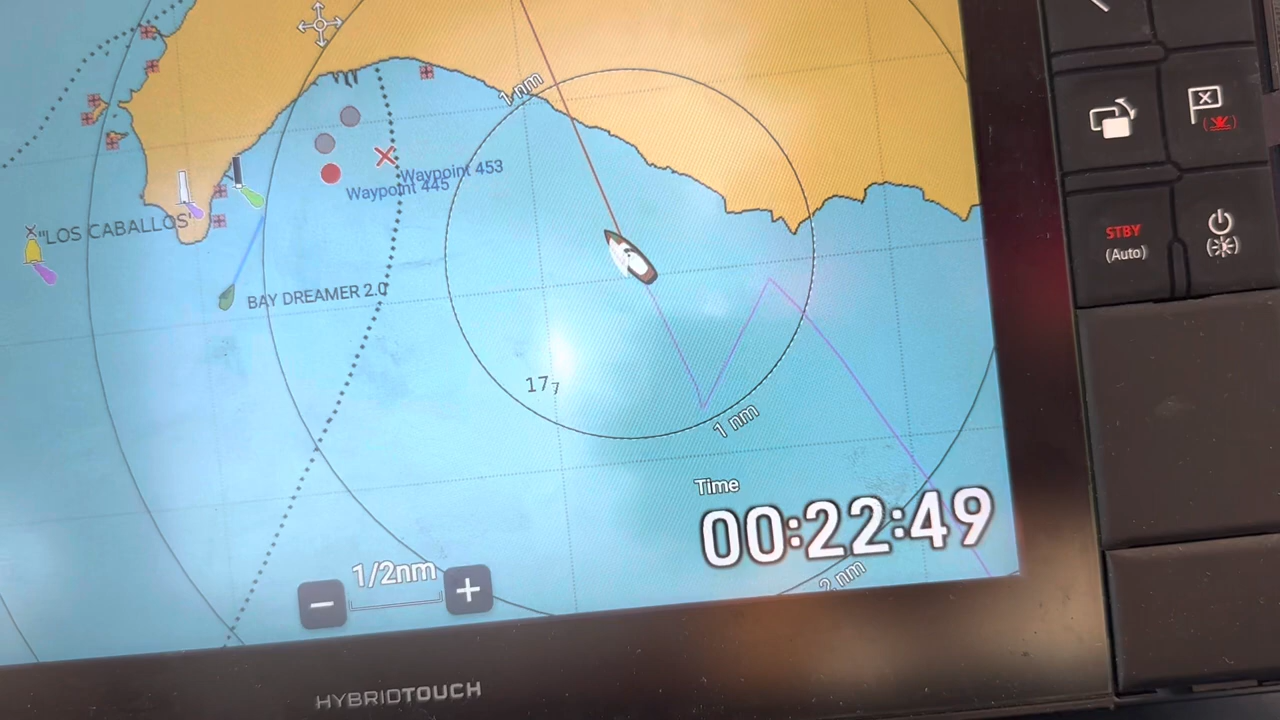 1 nm
Waypoint 453
Waypoint 445
"LOS CABALLOS'
BAY DREAMER 2.0
17₇
1 nm
Time
00:22:49
2 nm
1/2nm
HYBRIDTOUCH
STBY
(Auto)